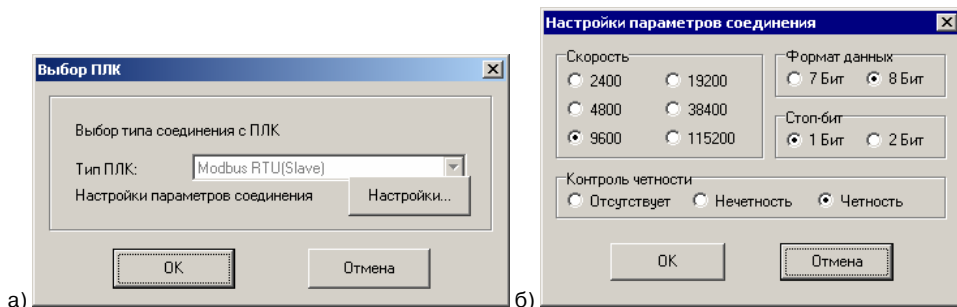 Выбор ПЛК
Выбор типа соединения с ПЛК
Тип ПЛК: Modbus RTU(Slave)
Настройки параметров соединения Настройки...
OK Отмена
а)
Настройки параметров соединения
Скорость
2400 19200
4800 38400
9600 115200
Формат данных
7 Бит 8 Бит
Стоп-бит
1 Бит 2 Бит
Контроль четности
Отсутствует Нечетность Четность
OK Отмена
б)